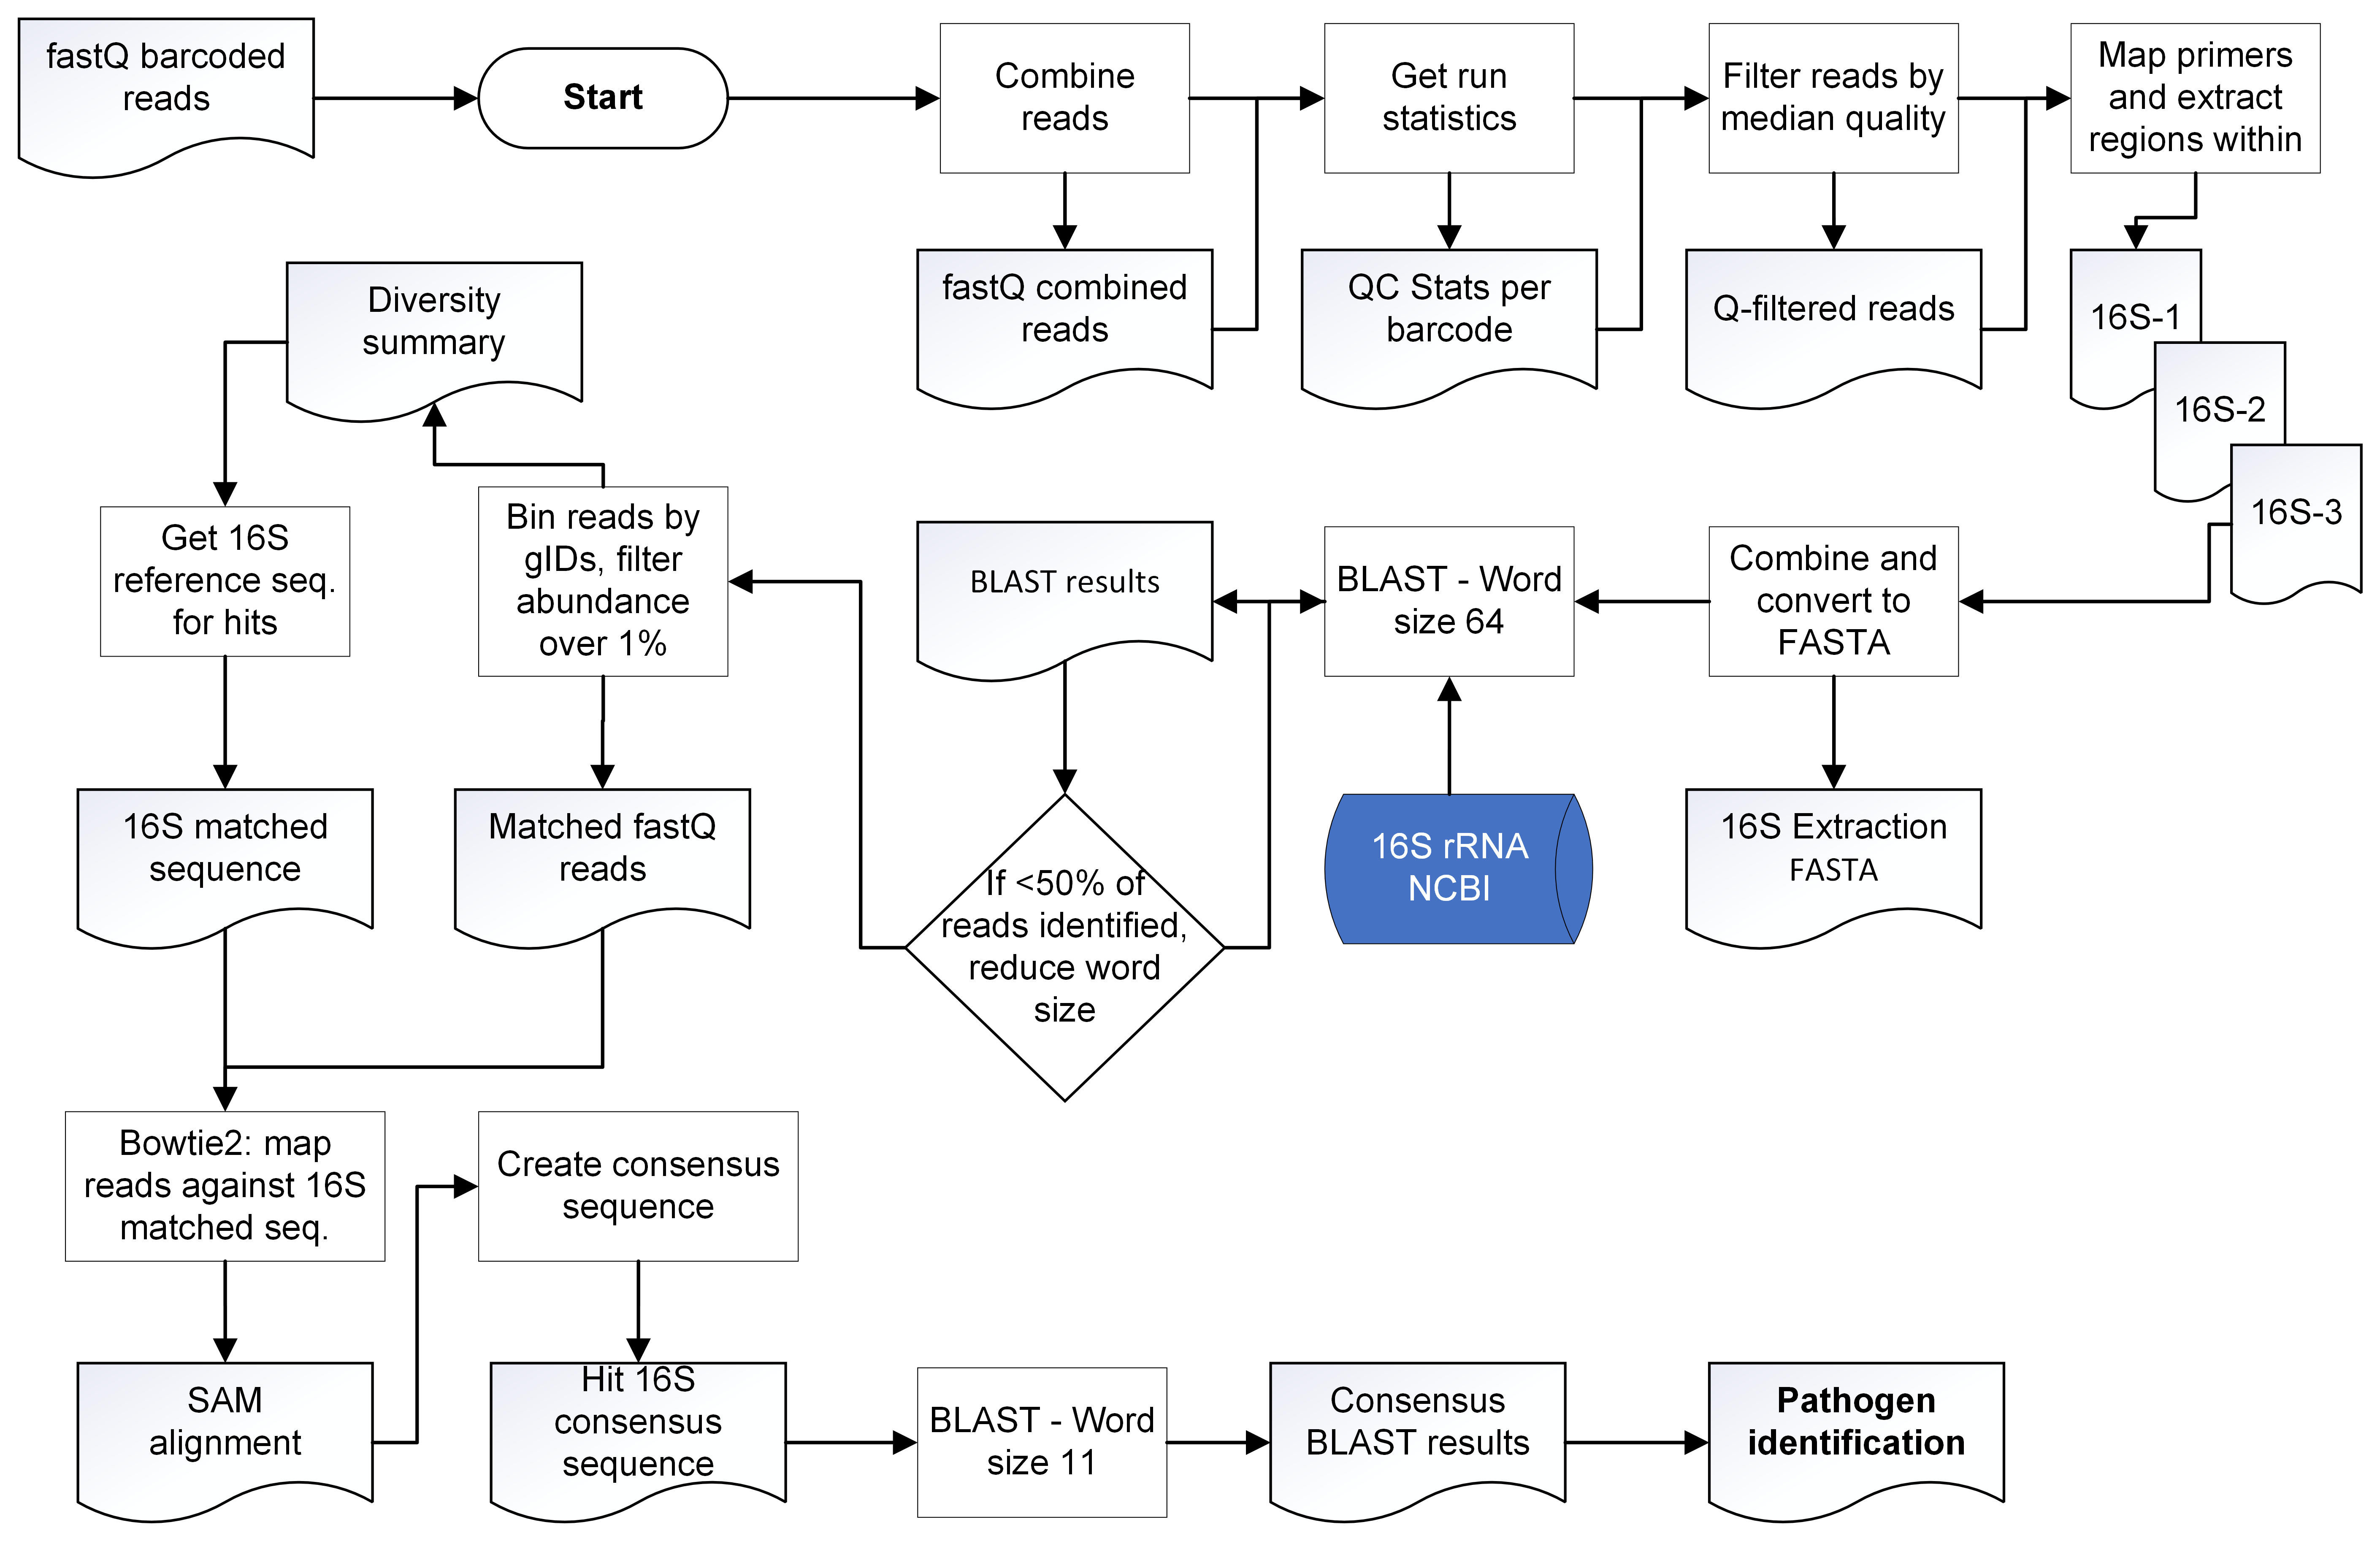 fastQ barcoded
reads
Start
Combine
reads
Get run
statistics
Filter reads by
median quality
Map primers
and extract
regions within
fastQ combined
reads
QC Stats per
barcode
Q-filtered reads
16S-1
16S-2
16S-3
Diversity
summary
Get 16S
reference seq.
for hits
Bin reads by
gIDs, filter
abundance
over 1%
BLAST results
BLAST - Word
size 64
Combine and
convert to
FASTA
16S matched
sequence
Matched fastQ
reads
If <50% of
reads identified,
reduce word
size
16S rRNA
NCBI
16S Extraction
FASTA
Bowtie2: map
reads against 16S
matched seq.
Create consensus
sequence
SAM
alignment
Hit 16S
consensus
sequence
BLAST - Word
size 11
Consensus
BLAST results
Pathogen
identification